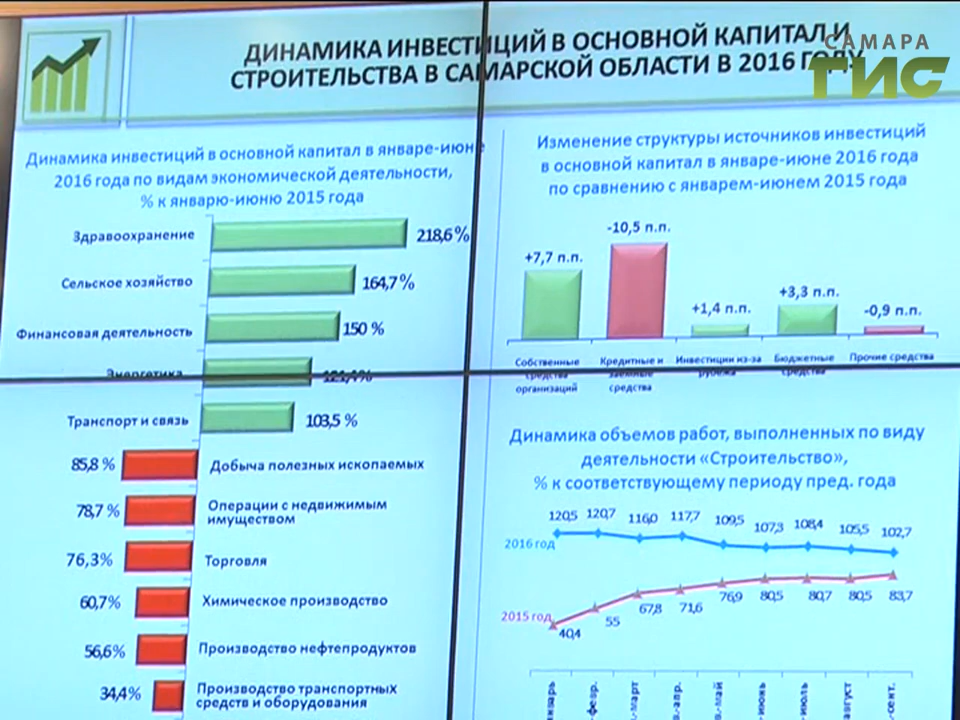 ДИНАМИКА ИНВЕСТИЦИЙ В ОСНОВНОЙ КАПИТАЛ И
СТРОИТЕЛЬСТВА В САМАРСКОЙ ОБЛАСТИ В 2016 ГОДУ
САМАРА
ГИС
Динамика инвестиций в основной капитал в январе-июне
2016 года по видам экономической деятельности,
% к январю-июню 2015 года
Здравоохранение 218,6%
Сельское хозяйство 164,7%
Финансовая деятельность 150 %
Энергетика
Транспорт и связь 103,5 %
85,8 % Добыча полезных ископаемых
78,7 % Операции с недвижимым
имуществом
76,3% Торговля
60,7% Химическое производство
56,6% Производство нефтепродуктов
34,4% Производство транспортных
средств и оборудования
Изменение структуры источников инвестиций
в основной капитал в январе-июне 2016 года
по сравнению с январем-июнем 2015 года
+7,7 п.п. -10,5 п.п. +1,4 п.п. +3,3 п.п. -0,9 п.п.
Собственные Кредитные и Инвестиции из-за Бюджетные Прочие средства
средства заемные рубежа средства
организаций средства
Динамика объемов работ, выполненных по виду
деятельности «Строительство»,
% к соответствующему периоду пред. года
120,5 120,7 116,0 117,7 109,5 107,3 108,4 105,5 102,7
2016 год
2015 год
40,4 55 67,8 71,6 76,9 80,5 80,7 80,5 83,7